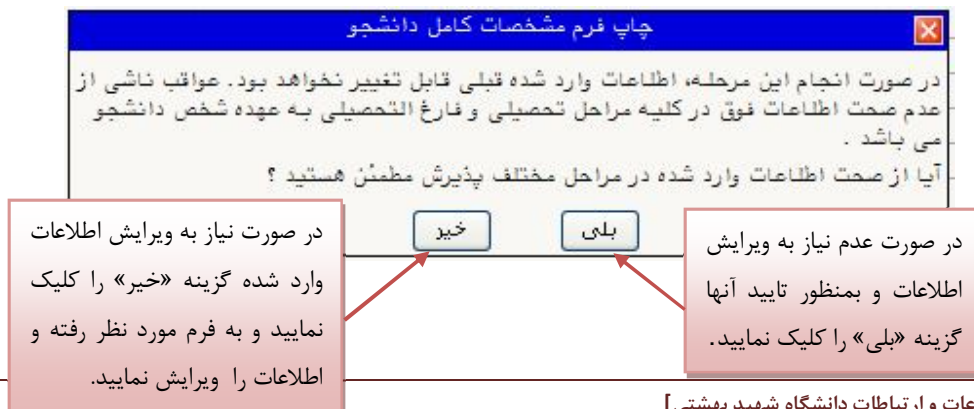 چاپ فرم مشخصات کامل دانشجو
در صورت انجام این مرحله، اطلاعات وارد شده قبلی قابل تغییر نخواهد بود. عواقب ناشی از
عدم صحت اطلاعات فوق در کلیه مراحل تحصیلی و فارغ التحصیلی به عهده شخص دانشجو
می باشد .
آیا از صحت اطلاعات وارد شده در مراحل مختلف پذیرش مطمئن هستید ؟
بلی
خیر
در صورت عدم نیاز به ویرایش
اطلاعات و بمنظور تایید آنها
گزینه «بلی» را کلیک نمایید.
در صورت نیاز به ویرایش اطلاعات
وارد شده گزینه «خیر» را کلیک
نمایید و به فرم مورد نظر رفته و
اطلاعات را ویرایش نمایید.
و ارتباطات دانشگاه شهید بهشتی]